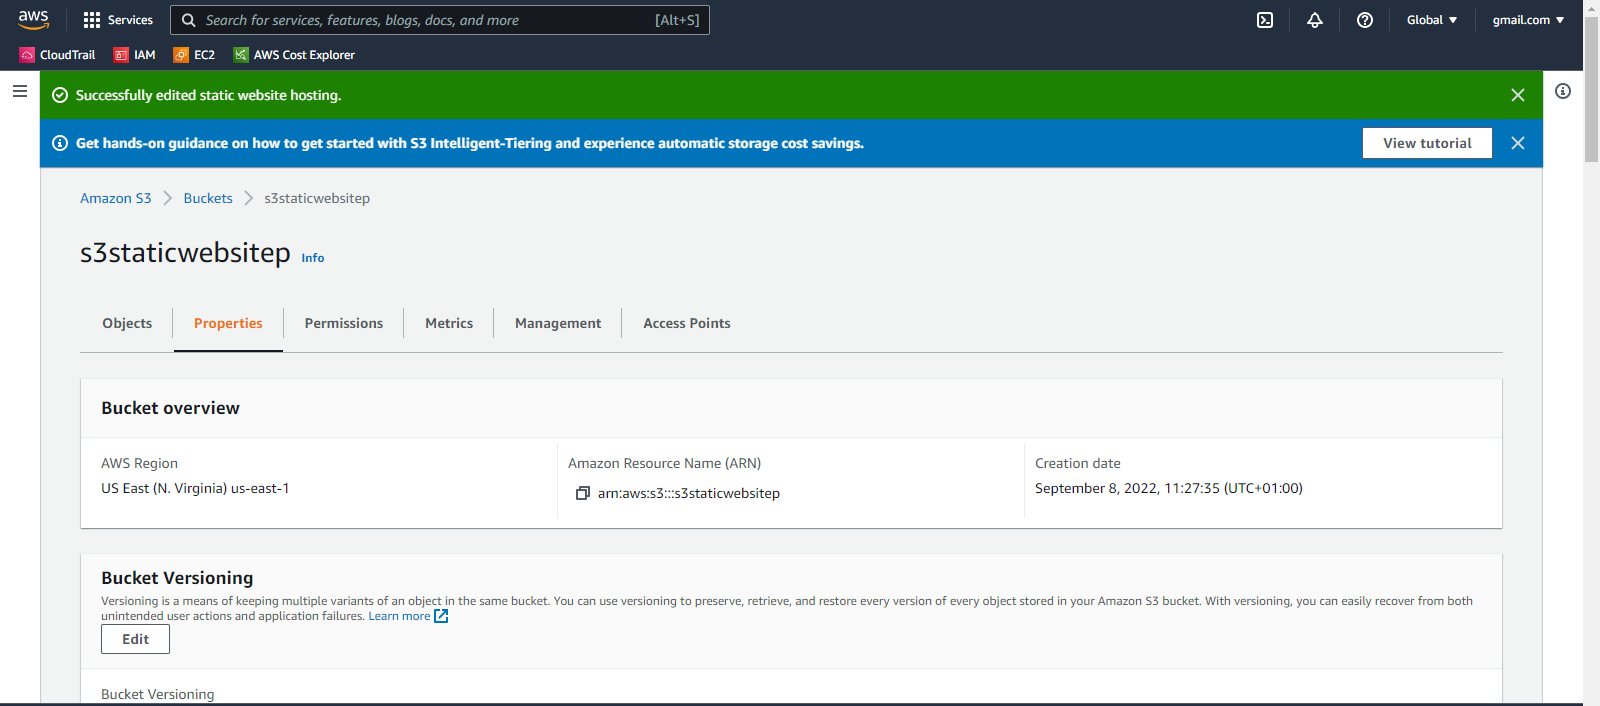 aws
Services
Search for services, features, blogs, docs, and more [Alt+S]
Global
gmail.com
CloudTrail
IAM
EC2
AWS Cost Explorer
Successfully edited static website hosting.
Get hands-on guidance on how to get started with S3 Intelligent-Tiering and experience automatic storage cost savings.
View tutorial
Amazon S3 > Buckets > s3staticwebsitep
s3staticwebsitep Info
Objects
Properties
Permissions
Metrics
Management
Access Points
Bucket overview
AWS Region
US East (N. Virginia) us-east-1
Amazon Resource Name (ARN)
arn:aws:s3:::s3staticwebsitep
Creation date
September 8, 2022, 11:27:35 (UTC+01:00)
Bucket Versioning
Versioning is a means of keeping multiple variants of an object in the same bucket. You can use versioning to preserve, retrieve, and restore every version of every object stored in your Amazon S3 bucket. With versioning, you can easily recover from both
unintended user actions and application failures. Learn more
Edit
Bucket Versioning